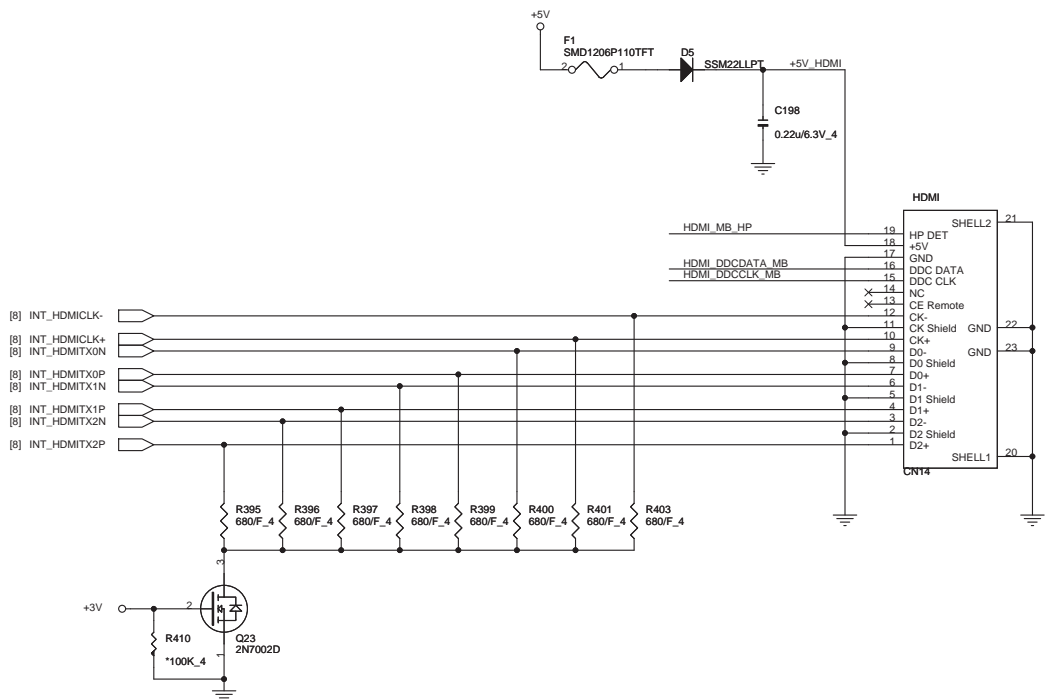 +5V
F1
SMD1206P110TFT
2
1
D5
SSM22LLPT
+5V_HDMI
C198
0.22u/6.3V_4
HDMI
SHELL2 21
HDMI_MB_HP 19 HP DET
18 +5V
17 GND
HDMI_DDCDATA_MB 16 DDC DATA
HDMI_DDCCLK_MB 15 DDC CLK
14 NC
13 CE Remote
[8] INT_HDMICLK- 12 CK-
11 CK Shield GND 22
[8] INT_HDMICLK+ 10 CK+
[8] INT_HDMITX0N 9 D0- GND 23
8 D0 Shield
[8] INT_HDMITX0P 7 D0+
[8] INT_HDMITX1N 6 D1-
5 D1 Shield
[8] INT_HDMITX1P 4 D1+
[8] INT_HDMITX2N 3 D2-
2 D2 Shield
[8] INT_HDMITX2P 1 D2+
SHELL1 20
CN14
R395 R396 R397 R398 R399 R400 R401 R403
680/F_4 680/F_4 680/F_4 680/F_4 680/F_4 680/F_4 680/F_4 680/F_4
3
+3V
2
R410
*100K_4
Q23
2N7002D
1